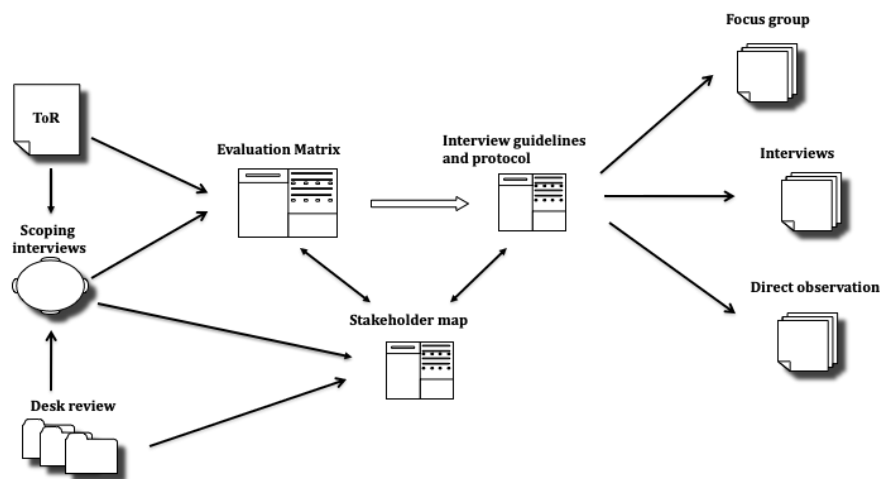 Focus group
ToR
Evaluation Matrix
Interview guidelines
and protocol
Interviews
Scoping
interviews
Direct observation
Stakeholder map
Desk review